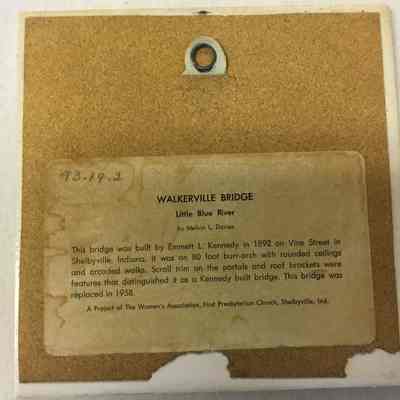 93.19.2
WALKERVILLE BRIDGE
Little Blue River
by Melvin L. Davies
This bridge was built by Emmett L. Kennedy in 1892 on Vine Street in
Shelbyville, Indiana. It was an 80 foot burr-arch with rounded ceilings
and arcaded walks. Scroll trim on the portals and roof brackets were
features that distinguished it as a Kennedy built bridge. This bridge was
replaced in 1958.
A Project of The Women's Association, First Presbyterian Church, Shelbyville, Ind.